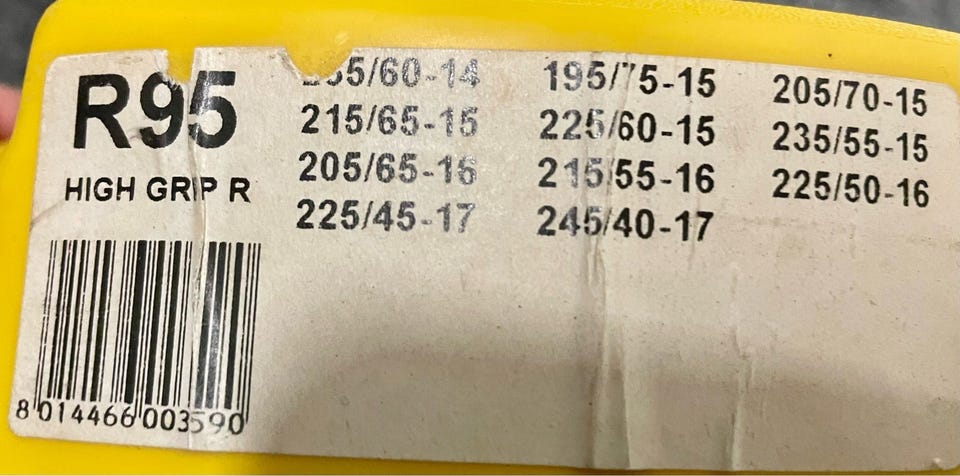 R95
HIGH GRIP R
8 014466 003590
195/75-15 205/70-15
215/65-15 225/60-15 235/55-15
205/65-16 215/55-16 225/50-16
225/45-17 245/40-17